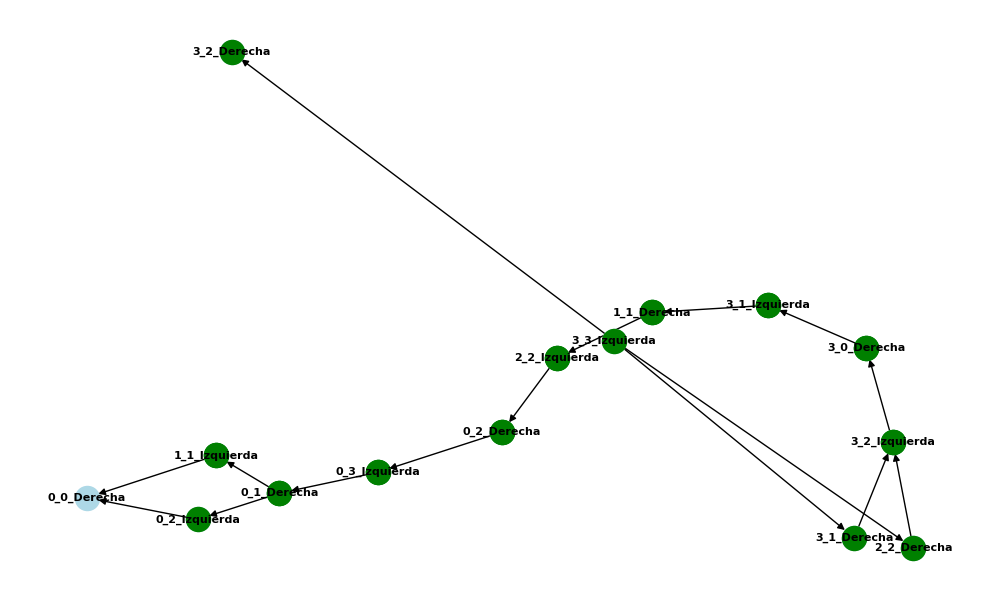 3_2_Derecha
3_1_Izquierda
1_1_Derecha
3_3_Izquierda
3_0_Derecha
2_2_Izquierda
0_2_Derecha
3_2_Izquierda
1_1_Izquierda
0_3_Izquierda
0_1_Derecha
0_0_Derecha
0_2_Izquierda
3_1_Derecha
2_2_Derecha